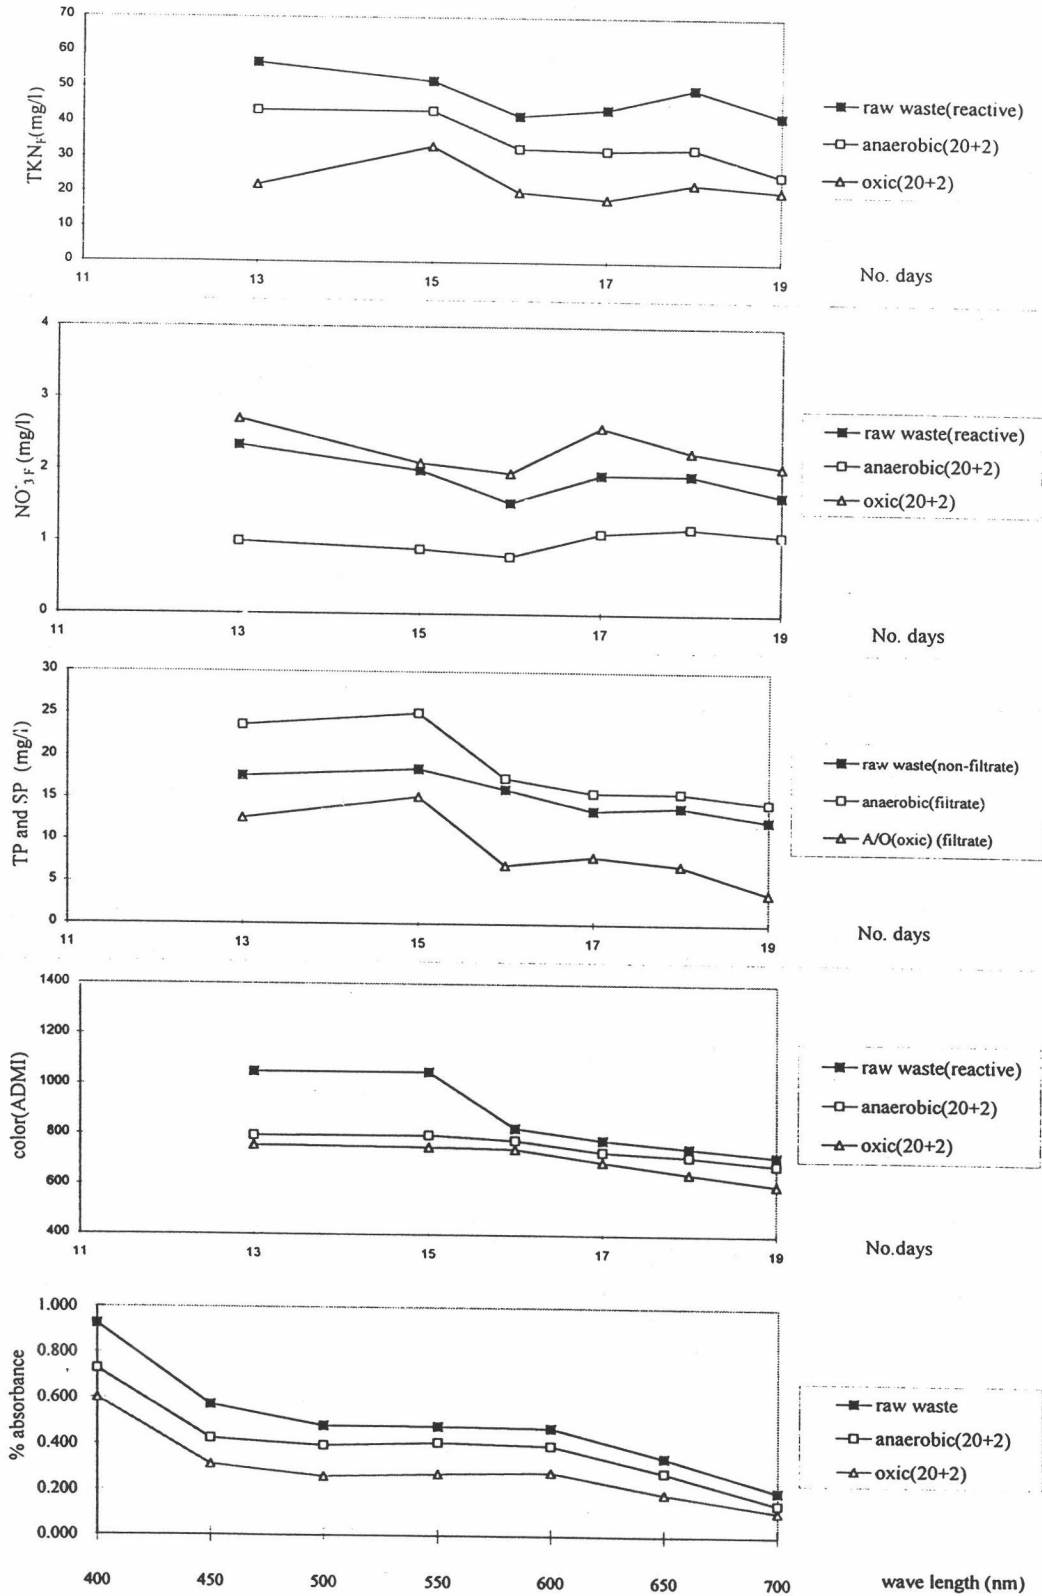 70
60
50
40
30
20
10
0
TKN_F(mg/l)
11 13 15 17 19
No. days
raw waste(reactive)
anaerobic(20+2)
oxic(20+2)
4
3
2
1
0
NO⁻₃ F (mg/l)
11 13 15 17 19
No. days
raw waste(reactive)
anaerobic(20+2)
oxic(20+2)
30
25
20
15
10
5
0
TP and SP (mg/l)
11 13 15 17 19
No. days
raw waste(non-filtrate)
anaerobic(filtrate)
A/O(oxic) (filtrate)
1400
1200
1000
800
600
400
color(ADMI)
11 13 15 17 19
No.days
raw waste(reactive)
anaerobic(20+2)
oxic(20+2)
1.000
0.800
0.600
0.400
0.200
0.000
% absorbance
400 450 500 550 600 650 700
wave length (nm)
raw waste
anaerobic(20+2)
oxic(20+2)